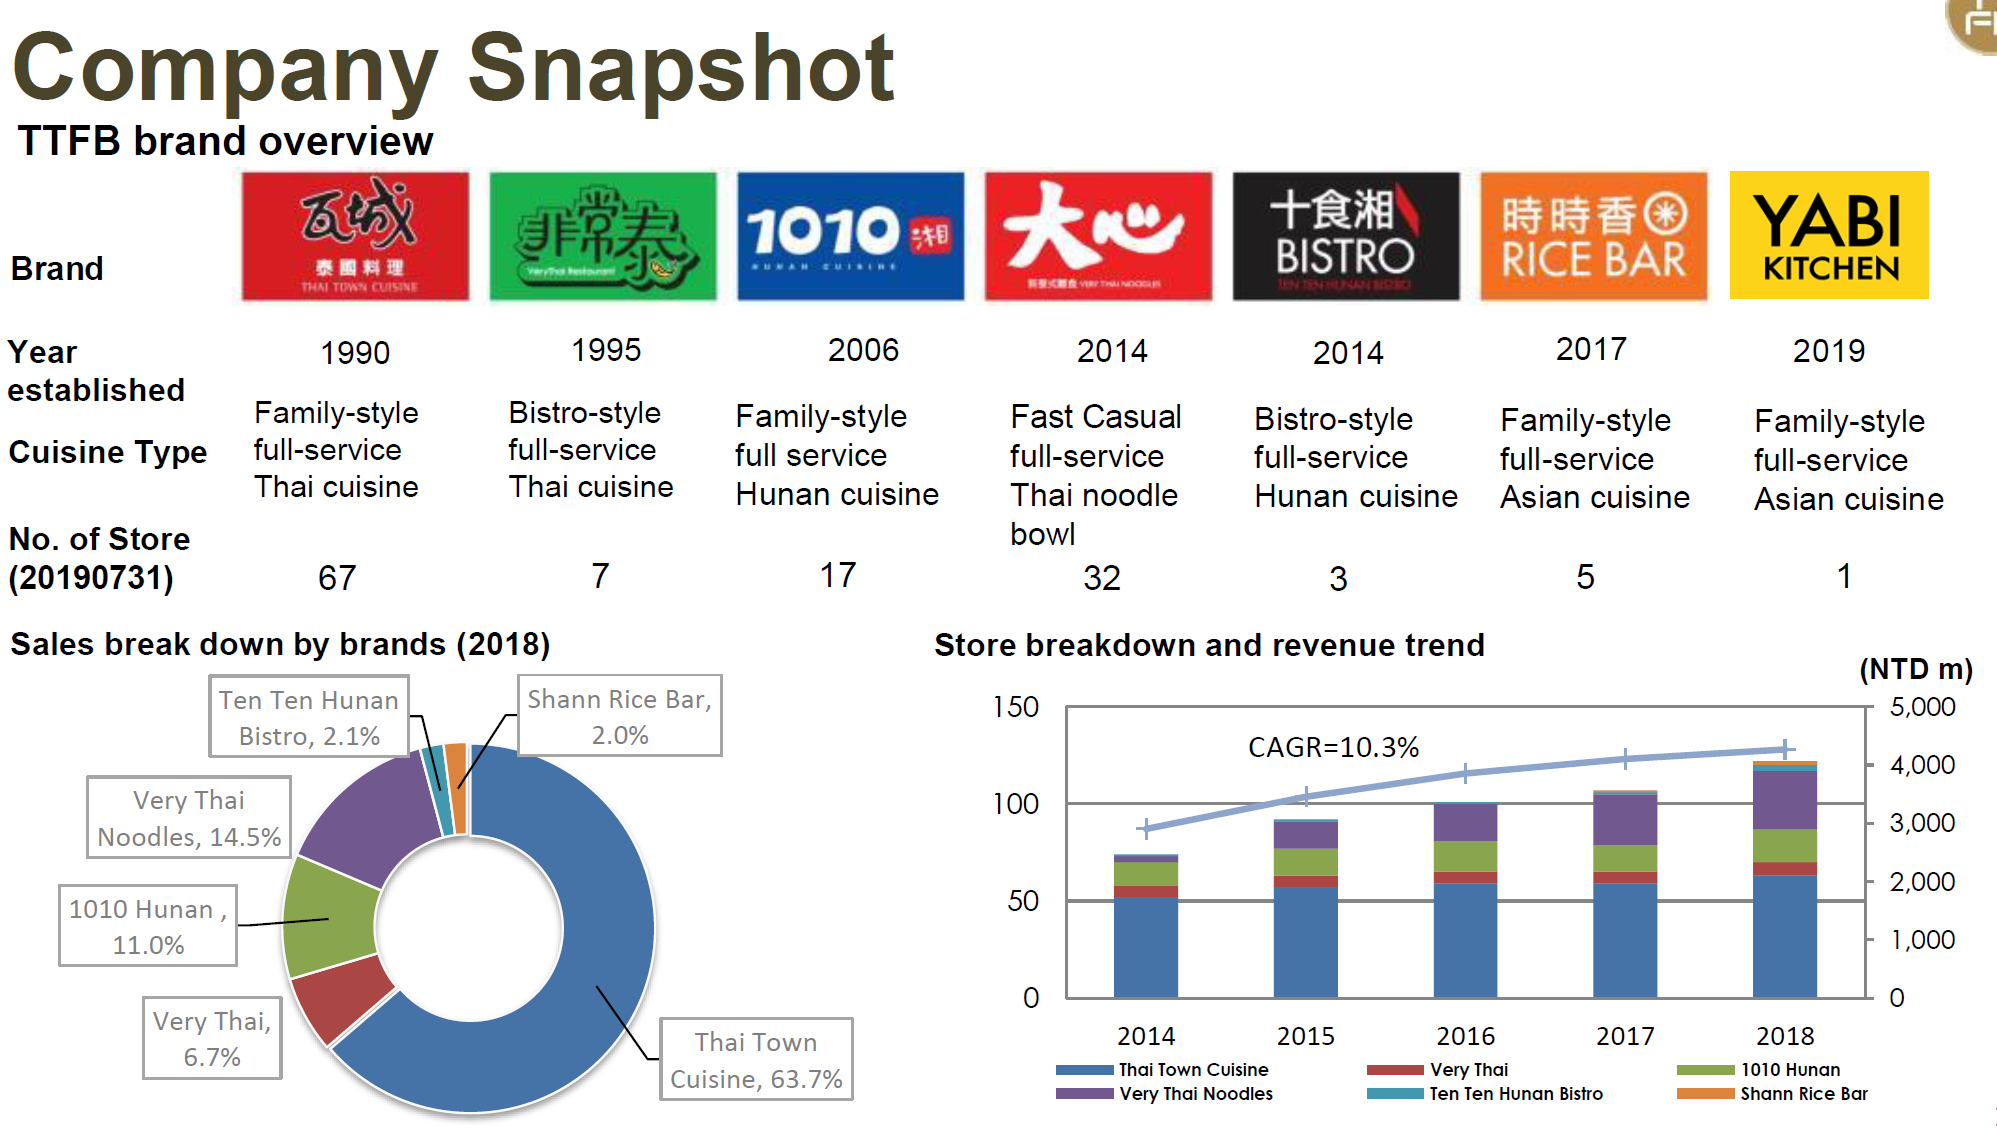 Company Snapshot
TTFB brand overview
Brand
瓦城
泰國料理
THAI TOWN CUISINE
非常泰
VeryThai Restaurant
1010 湘
HUNAN CUISINE
大心
新泰式麵食 VERY THAI NOODLES
十食湘
BISTRO
TEN TEN HUNAN BISTRO
時時香
RICE BAR
YABI
KITCHEN
Year
established
1990
1995
2006
2014
2014
2017
2019
Cuisine Type
Family-style
full-service
Thai cuisine
Bistro-style
full-service
Thai cuisine
Family-style
full service
Hunan cuisine
Fast Casual
full-service
Thai noodle
bowl
Bistro-style
full-service
Hunan cuisine
Family-style
full-service
Asian cuisine
Family-style
full-service
Asian cuisine
No. of Store
(20190731)
67
7
17
32
3
5
1
Sales break down by brands (2018)
Ten Ten Hunan
Bistro, 2.1%
Shann Rice Bar,
2.0%
Very Thai
Noodles, 14.5%
1010 Hunan ,
11.0%
Very Thai,
6.7%
Thai Town
Cuisine, 63.7%
Store breakdown and revenue trend
(NTD m)
150
100
50
0
CAGR=10.3%
5,000
4,000
3,000
2,000
1,000
0
2014 2015 2016 2017 2018
Thai Town Cuisine Very Thai 1010 Hunan
Very Thai Noodles Ten Ten Hunan Bistro Shann Rice Bar